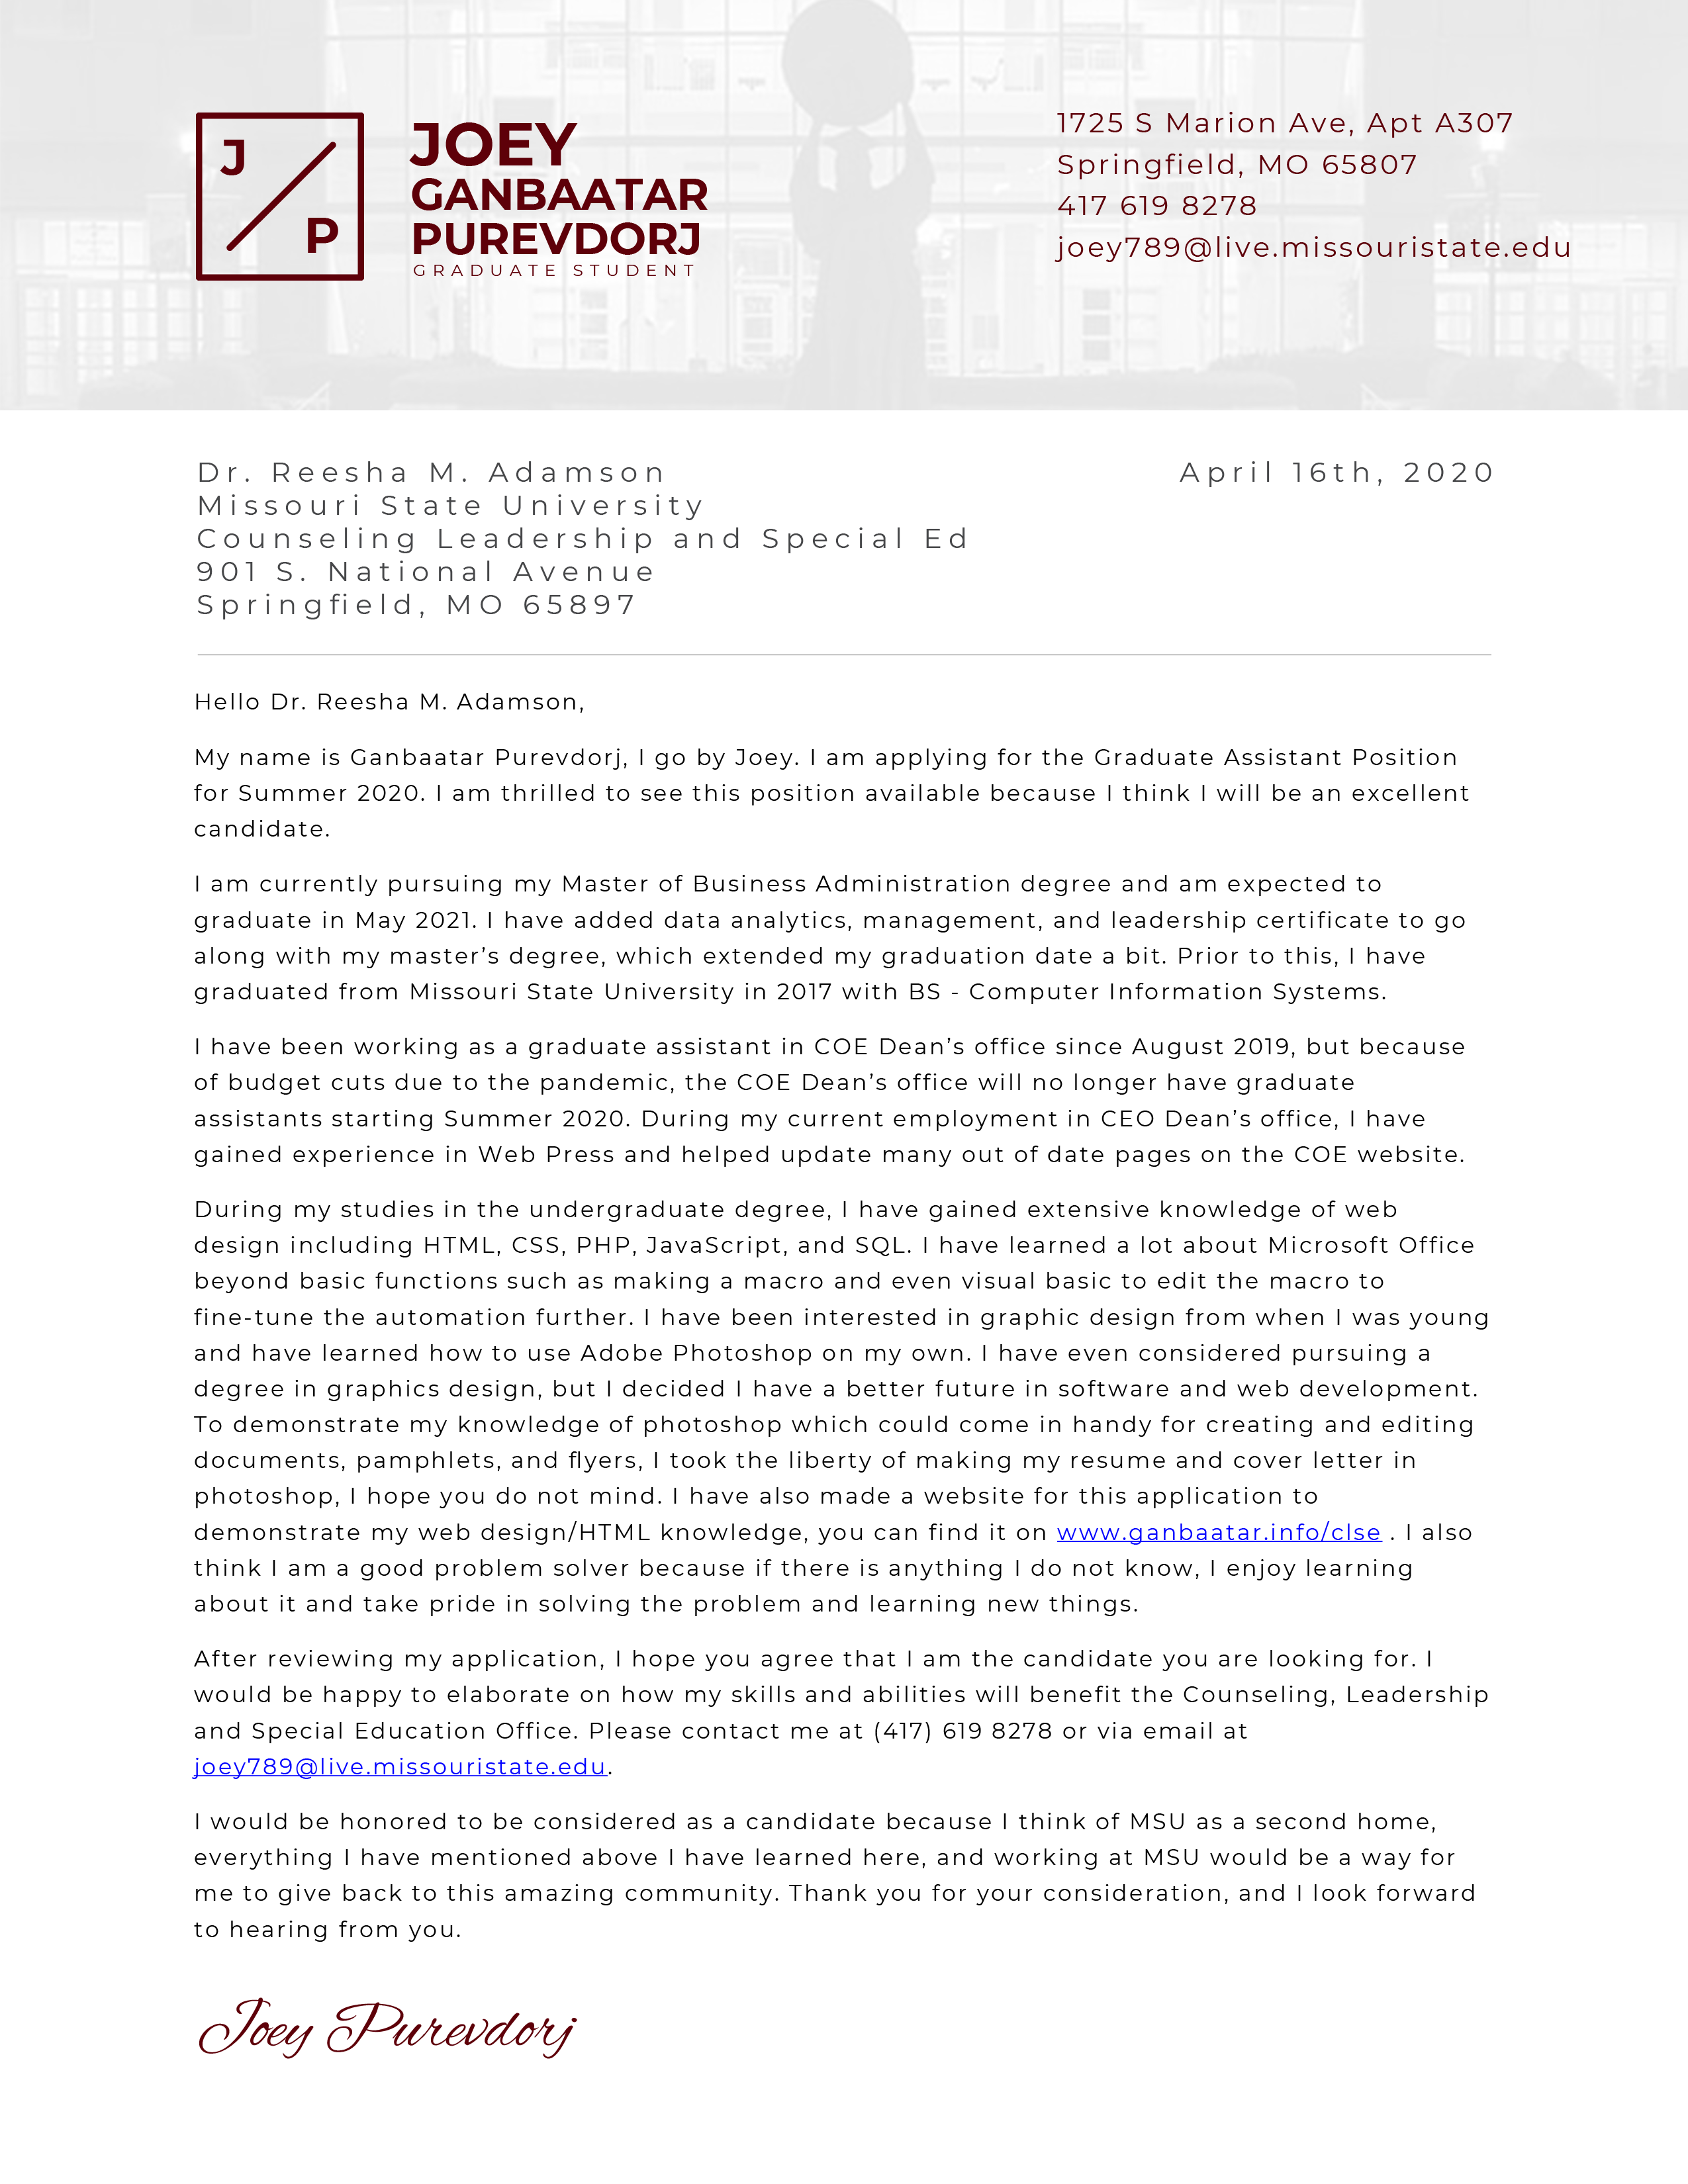 J
P
JOEY
GANBAATAR
PUREVDORJ
GRADUATE STUDENT
1725 S Marion Ave, Apt A307
Springfield, MO 65807
417 619 8278
joey789@live.missouristate.edu
Dr. Reesha M. Adamson
Missouri State University
Counseling Leadership and Special Ed
901 S. National Avenue
Springfield, MO 65897
April 16th, 2020
Hello Dr. Reesha M. Adamson,
My name is Ganbaatar Purevdorj, I go by Joey. I am applying for the Graduate Assistant Position
for Summer 2020. I am thrilled to see this position available because I think I will be an excellent
candidate.
I am currently pursuing my Master of Business Administration degree and am expected to
graduate in May 2021. I have added data analytics, management, and leadership certificate to go
along with my master’s degree, which extended my graduation date a bit. Prior to this, I have
graduated from Missouri State University in 2017 with BS - Computer Information Systems.
I have been working as a graduate assistant in COE Dean’s office since August 2019, but because
of budget cuts due to the pandemic, the COE Dean’s office will no longer have graduate
assistants starting Summer 2020. During my current employment in CEO Dean’s office, I have
gained experience in Web Press and helped update many out of date pages on the COE website.
During my studies in the undergraduate degree, I have gained extensive knowledge of web
design including HTML, CSS, PHP, JavaScript, and SQL. I have learned a lot about Microsoft Office
beyond basic functions such as making a macro and even visual basic to edit the macro to
fine-tune the automation further. I have been interested in graphic design from when I was young
and have learned how to use Adobe Photoshop on my own. I have even considered pursuing a
degree in graphics design, but I decided I have a better future in software and web development.
To demonstrate my knowledge of photoshop which could come in handy for creating and editing
documents, pamphlets, and flyers, I took the liberty of making my resume and cover letter in
photoshop, I hope you do not mind. I have also made a website for this application to
demonstrate my web design/HTML knowledge, you can find it on www.ganbaatar.info/clse . I also
think I am a good problem solver because if there is anything I do not know, I enjoy learning
about it and take pride in solving the problem and learning new things.
After reviewing my application, I hope you agree that I am the candidate you are looking for. I
would be happy to elaborate on how my skills and abilities will benefit the Counseling, Leadership
and Special Education Office. Please contact me at (417) 619 8278 or via email at
joey789@live.missouristate.edu.
I would be honored to be considered as a candidate because I think of MSU as a second home,
everything I have mentioned above I have learned here, and working at MSU would be a way for
me to give back to this amazing community. Thank you for your consideration, and I look forward
to hearing from you.
Joey Purevdorj